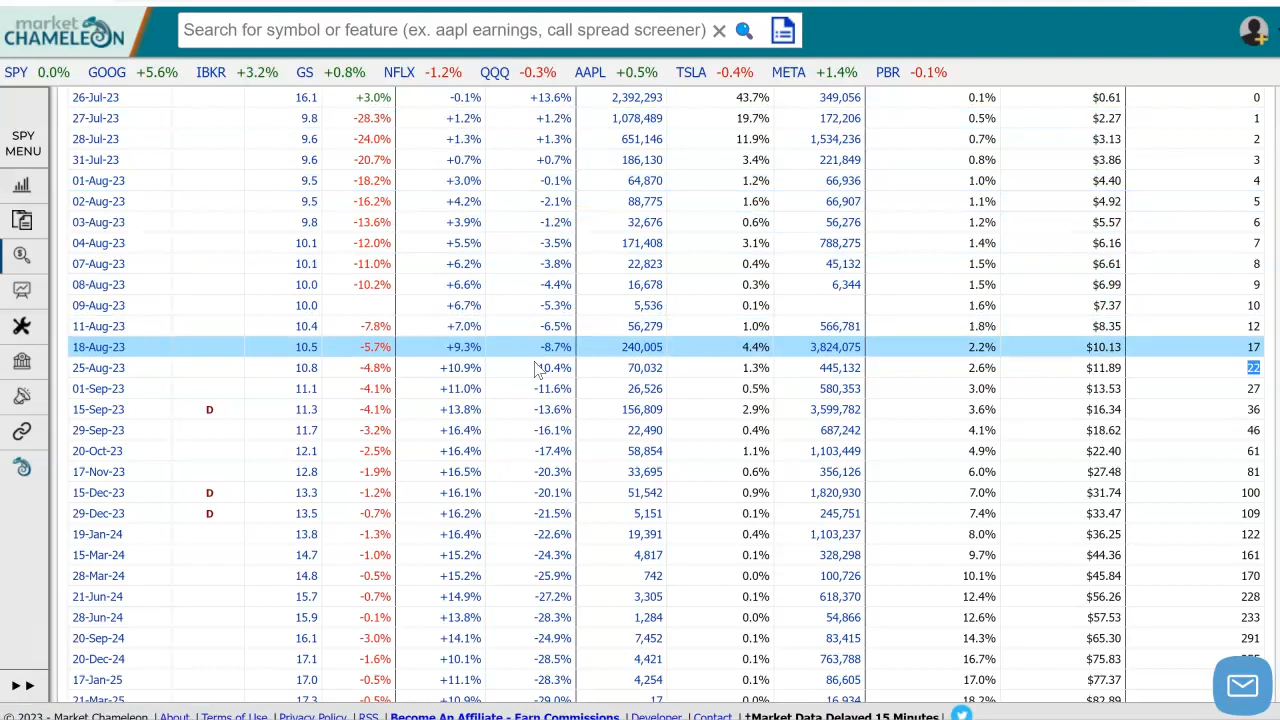 market
CHAMELEON
Search for symbol or feature (ex. aapl earnings, call spread screener)
SPY 0.0% GOOG +5.6% IBKR +3.2% GS +0.8% NFLX -1.2% QQQ -0.3% AAPL +0.5% TSLA -0.4% META +1.4% PBR -0.1%
SPY
MENU
26-Jul-23 16.1 +3.0% -0.1% +13.6% 2,392,293 43.7% 349,056 0.1% $0.61 0
27-Jul-23 9.8 -28.3% +1.2% +1.2% 1,078,489 19.7% 172,206 0.5% $2.27 1
28-Jul-23 9.6 -24.0% +1.3% +1.3% 651,146 11.9% 1,534,236 0.7% $3.13 2
31-Jul-23 9.6 -20.7% +0.7% +0.7% 186,130 3.4% 221,849 0.8% $3.86 3
01-Aug-23 9.5 -18.2% +3.0% -0.1% 64,870 1.2% 66,936 1.0% $4.40 4
02-Aug-23 9.5 -16.2% +4.2% -2.1% 88,775 1.6% 66,907 1.1% $4.92 5
03-Aug-23 9.8 -13.6% +3.9% -1.2% 32,676 0.6% 56,276 1.2% $5.57 6
04-Aug-23 10.1 -12.0% +5.5% -3.5% 171,408 3.1% 788,275 1.4% $6.16 7
07-Aug-23 10.1 -11.0% +6.2% -3.8% 22,823 0.4% 45,132 1.5% $6.61 8
08-Aug-23 10.0 -10.2% +6.6% -4.4% 16,678 0.3% 6,344 1.5% $6.99 9
09-Aug-23 10.0 +6.7% -5.3% 5,536 0.1% 1.6% $7.37 10
11-Aug-23 10.4 -7.8% +7.0% -6.5% 56,279 1.0% 566,781 1.8% $8.35 12
18-Aug-23 10.5 -5.7% +9.3% -8.7% 240,005 4.4% 3,824,075 2.2% $10.13 17
25-Aug-23 10.8 -4.8% +10.9% 0.4% 70,032 1.3% 445,132 2.6% $11.89 22
01-Sep-23 11.1 -4.1% +11.0% -11.6% 26,526 0.5% 580,353 3.0% $13.53 27
15-Sep-23 D 11.3 -4.1% +13.8% -13.6% 156,809 2.9% 3,599,782 3.6% $16.34 36
29-Sep-23 11.7 -3.2% +16.4% -16.1% 22,490 0.4% 687,242 4.1% $18.62 46
20-Oct-23 12.1 -2.5% +16.4% -17.4% 58,854 1.1% 1,103,449 4.9% $22.40 61
17-Nov-23 12.8 -1.9% +16.5% -20.3% 33,695 0.6% 356,126 6.0% $27.48 81
15-Dec-23 D 13.3 -1.2% +16.1% -20.1% 51,542 0.9% 1,820,930 7.0% $31.74 100
29-Dec-23 D 13.5 -0.7% +16.2% -21.5% 5,151 0.1% 245,751 7.4% $33.47 109
19-Jan-24 13.8 -1.3% +16.4% -22.6% 19,391 0.4% 1,103,237 8.0% $36.25 122
15-Mar-24 14.7 -1.0% +15.2% -24.3% 4,817 0.1% 328,298 9.7% $44.36 161
28-Mar-24 14.8 -0.5% +15.2% -25.9% 742 0.0% 100,726 10.1% $45.84 170
21-Jun-24 15.7 -0.7% +14.9% -27.2% 3,305 0.1% 618,370 12.4% $56.26 228
28-Jun-24 15.9 -0.1% +13.8% -28.3% 1,284 0.0% 54,866 12.6% $57.53 233
20-Sep-24 16.1 -3.0% +14.1% -24.9% 7,452 0.1% 83,415 14.3% $65.30 291
20-Dec-24 17.1 -1.6% +10.1% -28.5% 4,421 0.1% 763,788 16.7% $75.83
17-Jan-25 17.0 -0.5% +11.1% -28.3% 4,254 0.1% 86,605 17.0% $77.37
21-Mar-25 17.3 -0.5% +10.9% -29.0% 17 0.0% 16,934 18.2% $82.89
© 2023 - Market Chameleon | About | Terms of Use | Privacy Policy | RSS | Become An Affiliate - Earn Commissions | Developer | Contact | †Market Data Delayed 15 Minutes |